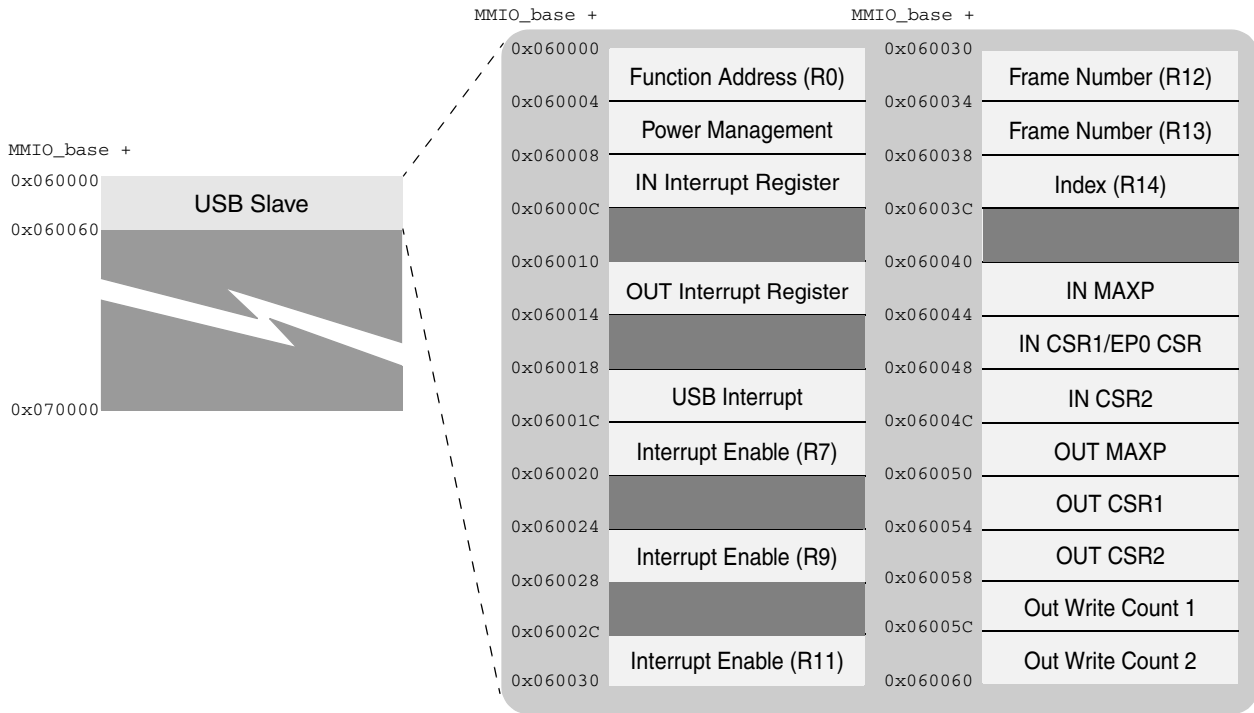 MMIO_base +
0x060000
USB Slave
0x060060
0x070000
MMIO_base +
0x060000
Function Address (R0)
0x060004
Power Management
0x060008
IN Interrupt Register
0x06000C
0x060010
OUT Interrupt Register
0x060014
0x060018
USB Interrupt
0x06001C
Interrupt Enable (R7)
0x060020
0x060024
Interrupt Enable (R9)
0x060028
0x06002C
Interrupt Enable (R11)
0x060030
MMIO_base +
0x060030
Frame Number (R12)
0x060034
Frame Number (R13)
0x060038
Index (R14)
0x06003C
0x060040
IN MAXP
0x060044
IN CSR1/EP0 CSR
0x060048
IN CSR2
0x06004C
OUT MAXP
0x060050
OUT CSR1
0x060054
OUT CSR2
0x060058
Out Write Count 1
0x06005C
Out Write Count 2
0x060060